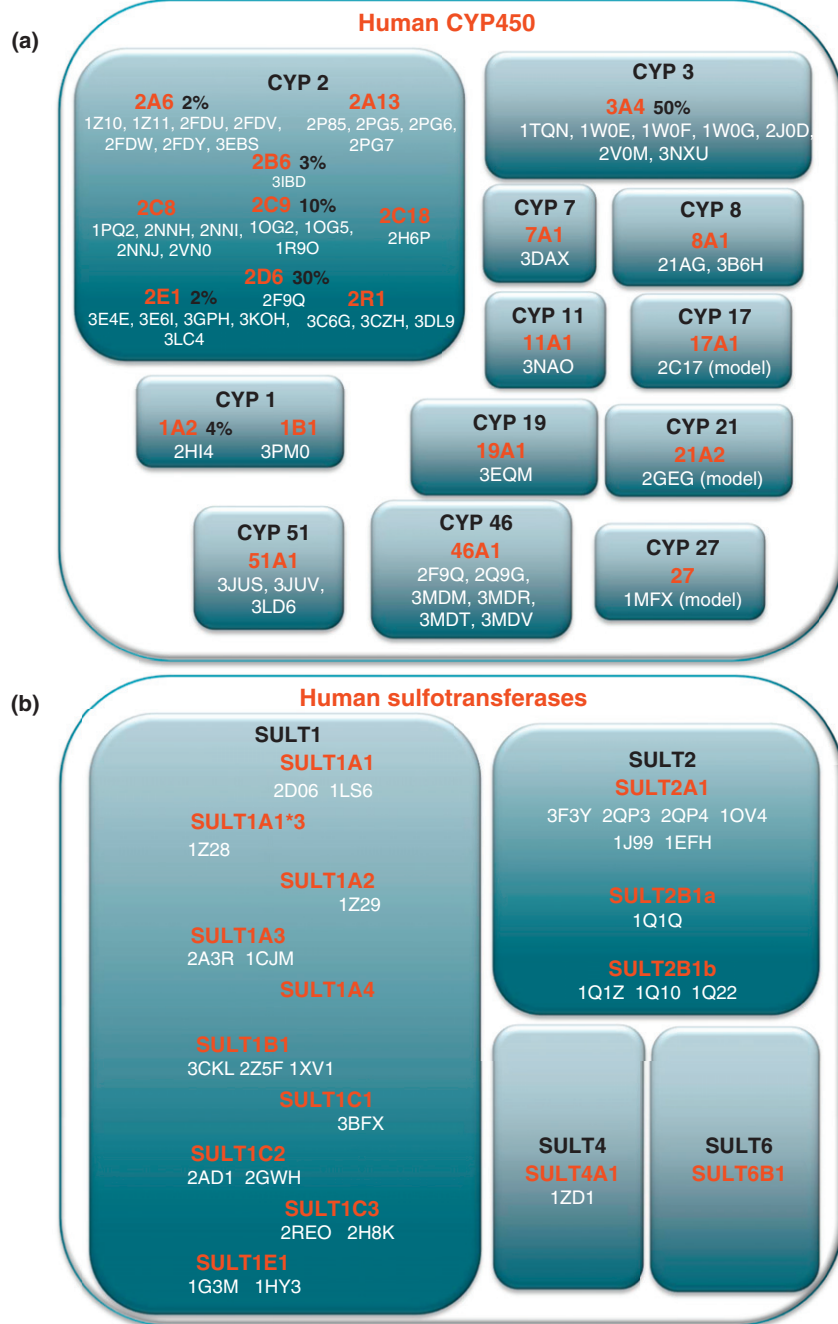 (a)
Human CYP450
CYP 2
2A6 2%
1Z10, 1Z11, 2FDU, 2FDV,
2FDW, 2FDY, 3EBS
2A13
2P85, 2PG5, 2PG6,
2PG7
2B6 3%
3IBD
2C8
1PQ2, 2NNH, 2NNI,
2NNJ, 2VN0
2C9 10%
1OG2, 1OG5,
1R9O
2C18
2H6P
2D6 30%
2F9Q
2E1 2%
3E4E, 3E6I, 3GPH, 3KOH,
3LC4
2R1
3C6G, 3CZH, 3DL9
CYP 3
3A4 50%
1TQN, 1W0E, 1W0F, 1W0G, 2J0D,
2V0M, 3NXU
CYP 7
7A1
3DAX
CYP 8
8A1
21AG, 3B6H
CYP 11
11A1
3NAO
CYP 17
17A1
2C17 (model)
CYP 1
1A2 4%
2HI4
1B1
3PM0
CYP 19
19A1
3EQM
CYP 21
21A2
2GEG (model)
CYP 51
51A1
3JUS, 3JUV,
3LD6
CYP 46
46A1
2F9Q, 2Q9G,
3MDM, 3MDR,
3MDT, 3MDV
CYP 27
27
1MFX (model)
(b)
Human sulfotransferases
SULT1
SULT1A1
2D06 1LS6
SULT1A1*3
1Z28
SULT1A2
1Z29
SULT1A3
2A3R 1CJM
SULT1A4
SULT1B1
3CKL 2Z5F 1XV1
SULT1C1
3BFX
SULT1C2
2AD1 2GWH
SULT1C3
2REO 2H8K
SULT1E1
1G3M 1HY3
SULT2
SULT2A1
3F3Y 2QP3 2QP4 1OV4
1J99 1EFH
SULT2B1a
1Q1Q
SULT2B1b
1Q1Z 1Q10 1Q22
SULT4
SULT4A1
1ZD1
SULT6
SULT6B1